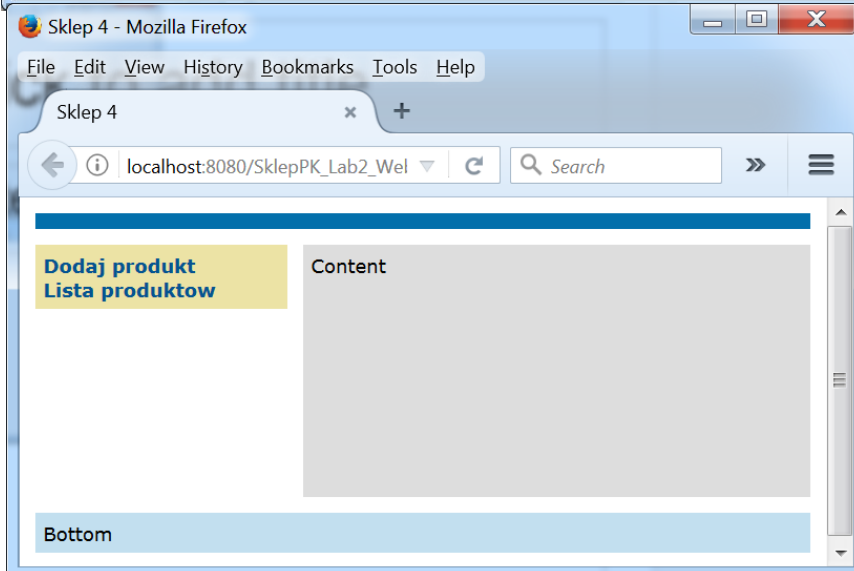 Sklep 4 - Mozilla Firefox
File Edit View History Bookmarks Tools Help
Sklep 4
localhost:8080/SklepPK_Lab2_Wel
Search
Dodaj produkt
Lista produktow
Content
Bottom